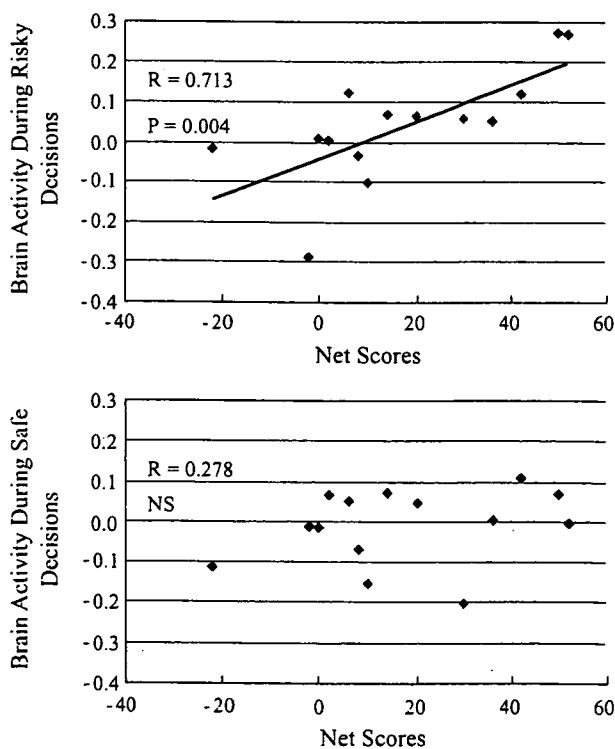 Brain Activity During Risky
Decisions
0.3
0.2
0.1
0.0
-0.1
-0.2
-0.3
-0.4
R = 0.713
P = 0.004
-40 -20 0 20 40 60
Net Scores
Brain Activity During Safe
Decisions
0.3
0.2
0.1
0.0
-0.1
-0.2
-0.3
-0.4
R = 0.278
NS
-40 -20 0 20 40 60
Net Scores